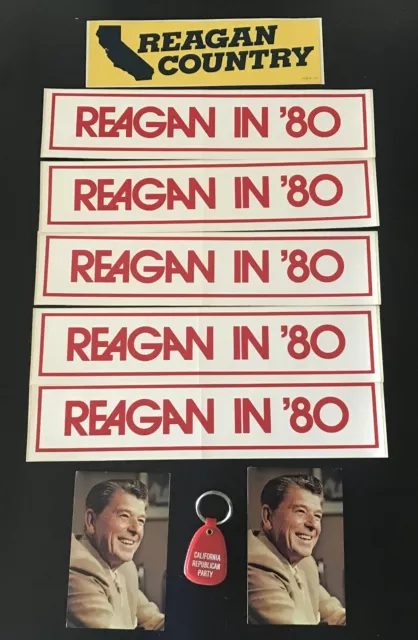 REAGAN
COUNTRY
REAGAN IN '80
REAGAN IN '80
REAGAN IN '80
REAGAN IN '80
REAGAN IN '80
CALIFORNIA
REPUBLICAN
PARTY